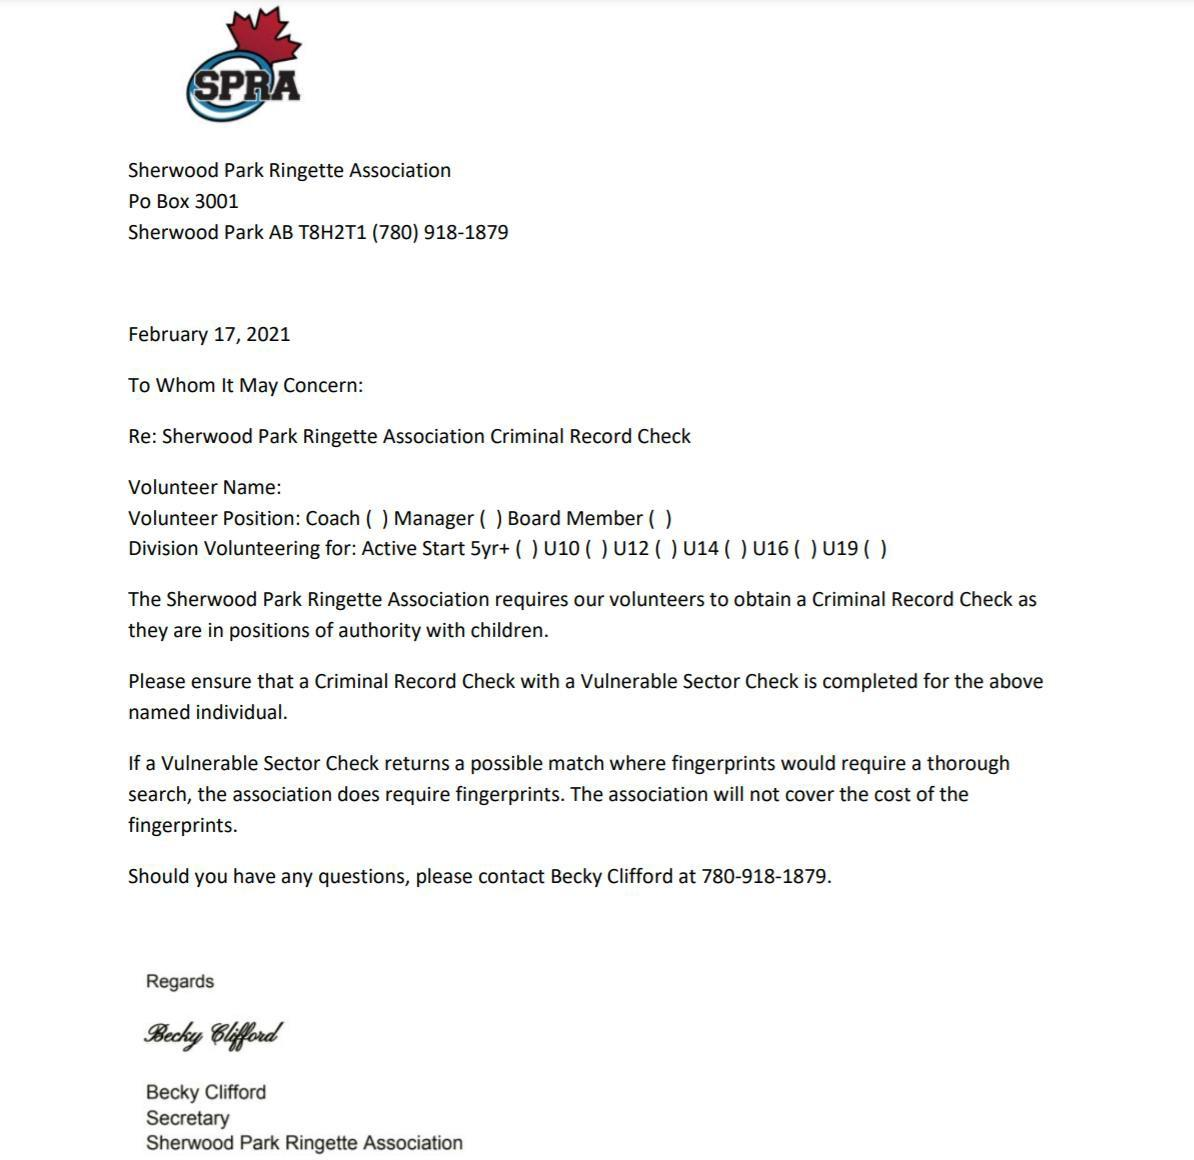 SPRA
Sherwood Park Ringette Association
Po Box 3001
Sherwood Park AB T8H2T1 (780) 918-1879
February 17, 2021
To Whom It May Concern:
Re: Sherwood Park Ringette Association Criminal Record Check
Volunteer Name:
Volunteer Position: Coach ( ) Manager ( ) Board Member ( )
Division Volunteering for: Active Start 5yr+ ( ) U10 ( ) U12 ( ) U14 ( ) U16 ( ) U19 ( )
The Sherwood Park Ringette Association requires our volunteers to obtain a Criminal Record Check as
they are in positions of authority with children.
Please ensure that a Criminal Record Check with a Vulnerable Sector Check is completed for the above
named individual.
If a Vulnerable Sector Check returns a possible match where fingerprints would require a thorough
search, the association does require fingerprints. The association will not cover the cost of the
fingerprints.
Should you have any questions, please contact Becky Clifford at 780-918-1879.
Regards
Becky Clifford
Becky Clifford
Secretary
Sherwood Park Ringette Association